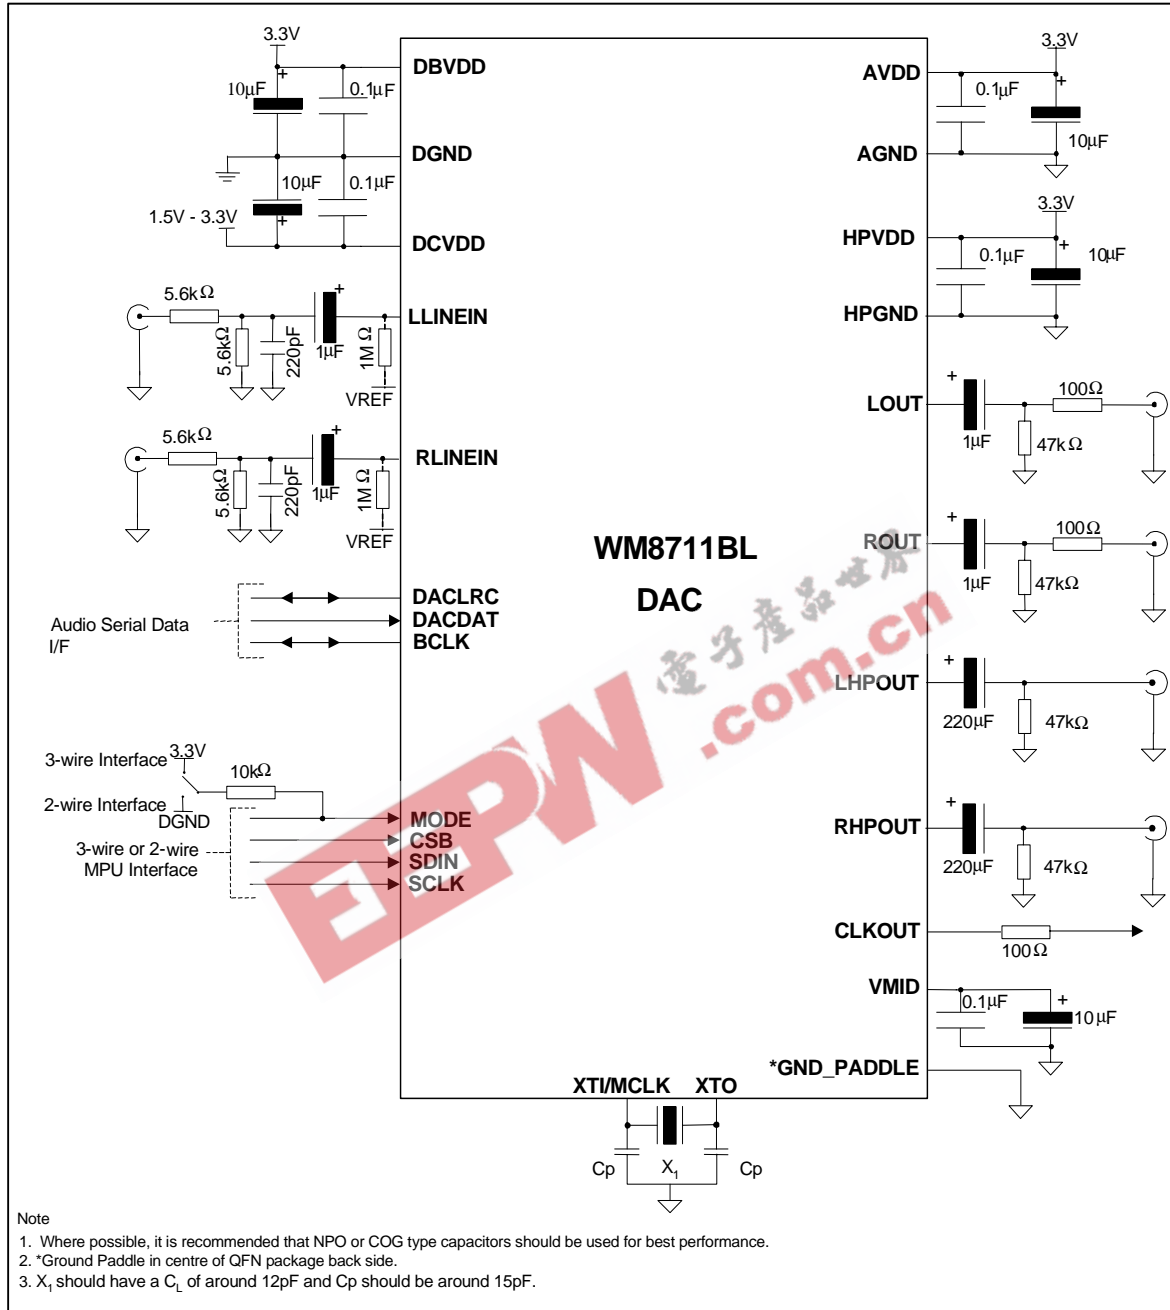 3.3V
DBVDD
10µF
0.1µF
DGND
10µF
0.1µF
1.5V - 3.3V
DCVDD
5.6kΩ
LLINEIN
5.6kΩ
220pF
1µF
1MΩ
VREF
5.6kΩ
RLINEIN
5.6kΩ
220pF
1µF
1MΩ
VREF
DACLRC
DACDAT
BCLK
Audio Serial Data
I/F
3-wire Interface
3.3V
10kΩ
2-wire Interface
DGND
MODE
CSB
SDIN
SCLK
3-wire or 2-wire
MPU Interface
WM8711BL
DAC
3.3V
AVDD
0.1µF
10µF
AGND
3.3V
HPVDD
0.1µF
10µF
HPGND
LOUT
1µF
100Ω
47kΩ
ROUT
1µF
100Ω
47kΩ
LHPOUT
220µF
47kΩ
RHPOUT
220µF
47kΩ
CLKOUT
100Ω
VMID
0.1µF
10µF
*GND_PADDLE
XTI/MCLK
XTO
Cp
X1
Cp
EEPW
電子產品世界
.com.cn
Note
1. Where possible, it is recommended that NPO or COG type capacitors should be used for best performance.
2. *Ground Paddle in centre of QFN package back side.
3. X1 should have a CL of around 12pF and Cp should be around 15pF.